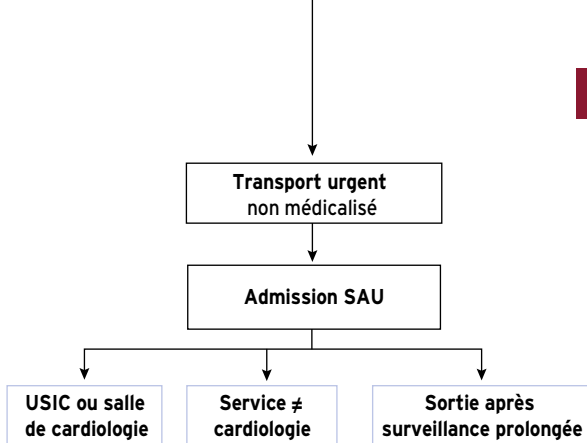 Transport urgent
non médicalisé
Admission SAU
USIC ou salle
de cardiologie
Service ≠
cardiologie
Sortie après
surveillance prolongée